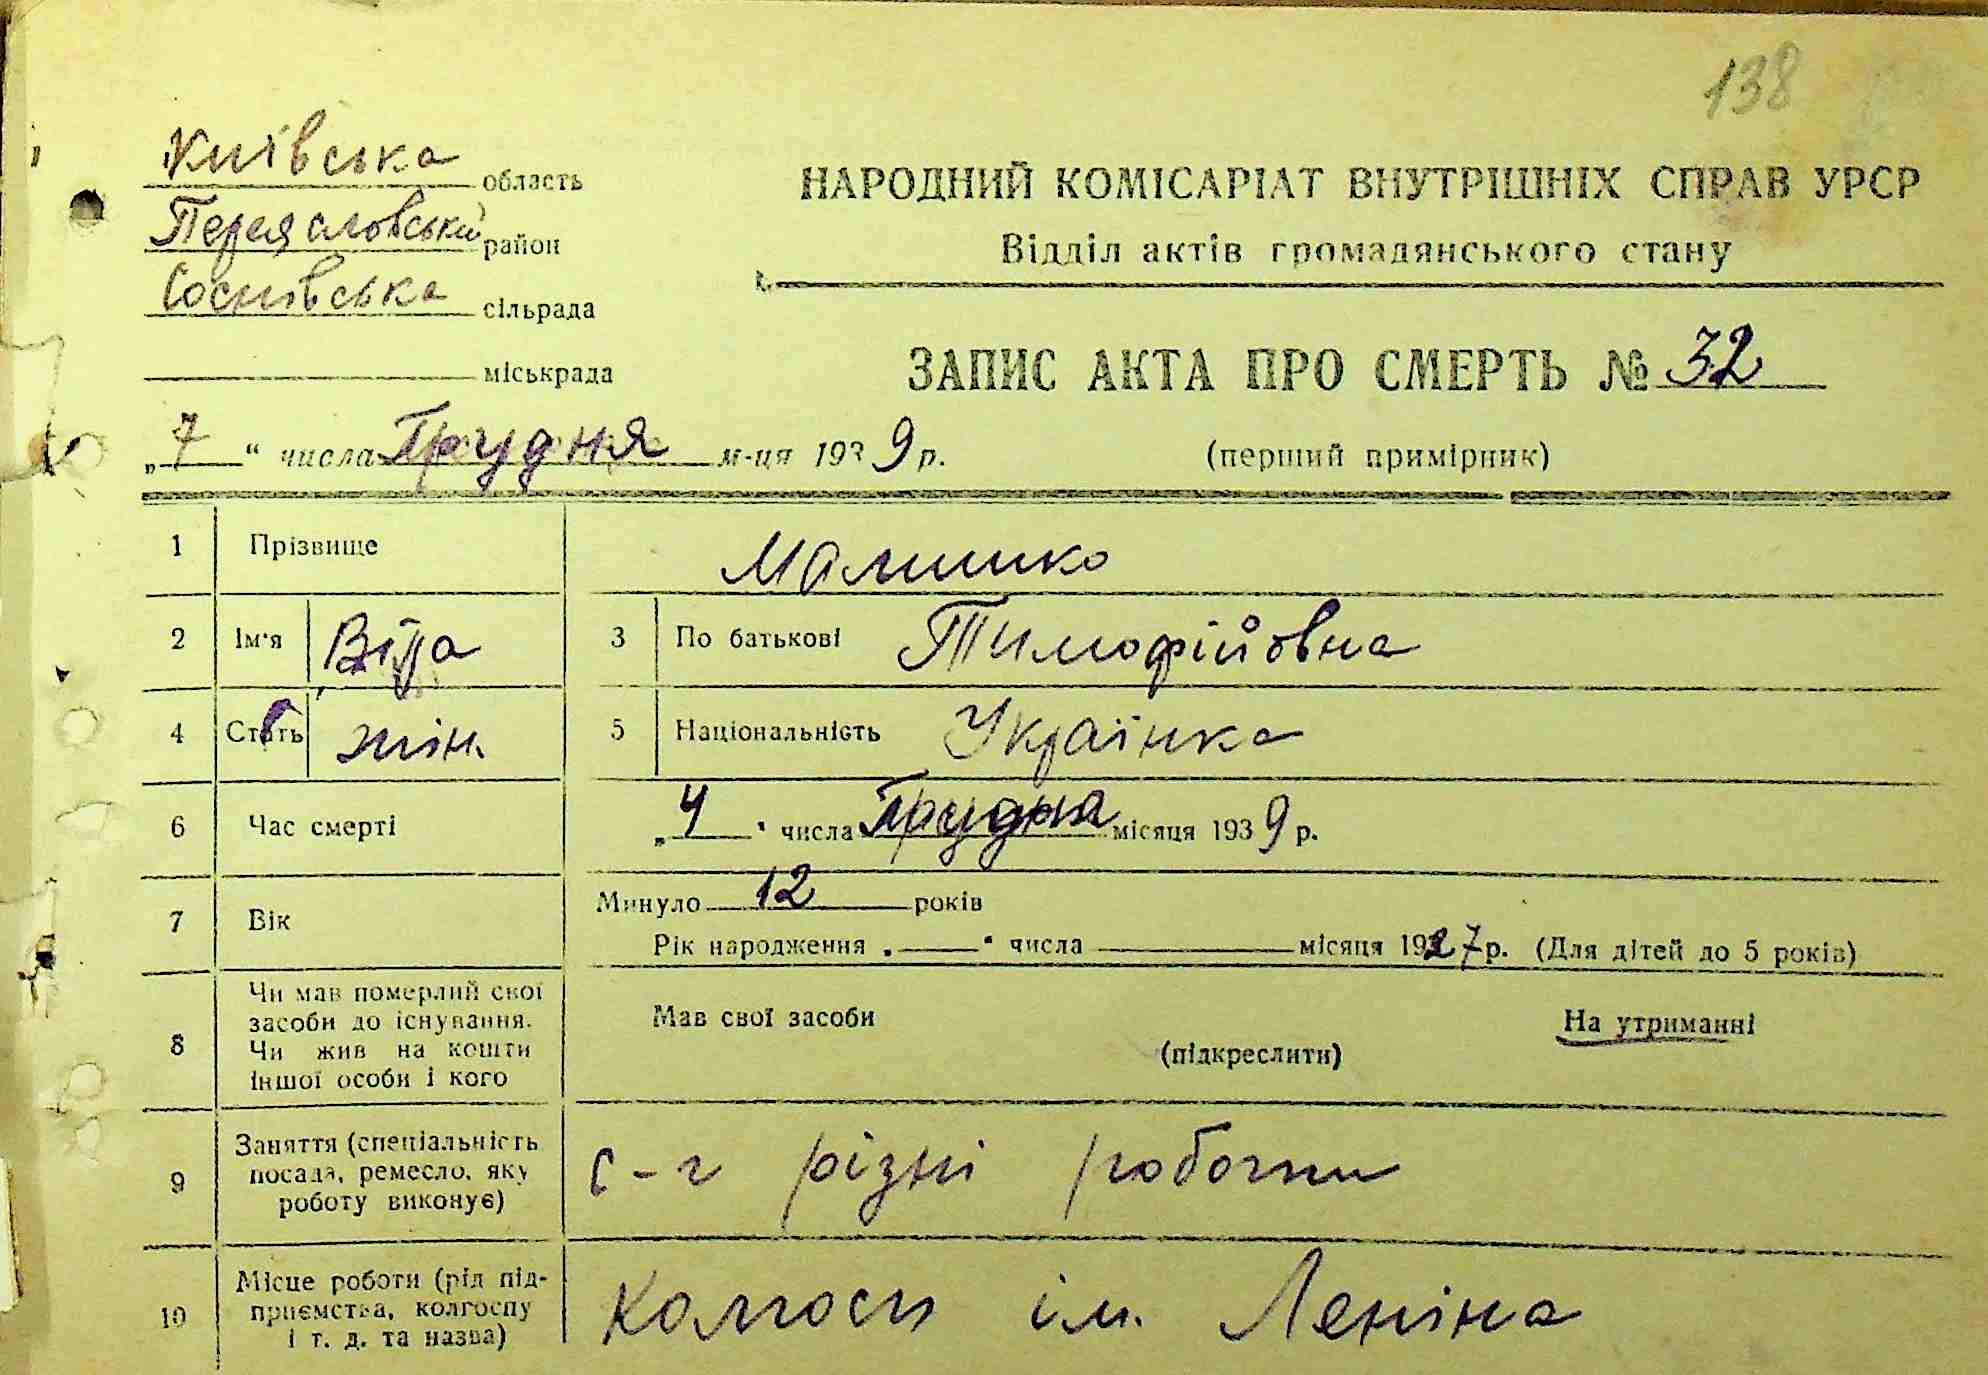 138
Київська область
НАРОДНИЙ КОМІСАРІАТ ВНУТРІШНІХ СПРАВ УРСР
Переяславський район
Відділ актів громадянського стану
Соснівська сільрада
міськрада
ЗАПИС АКТА ПРО СМЕРТЬ № 32
„7“ числа Грудня м-ця 1939 р.
(перший примірник)
1 Прізвище Малишко
2 Ім'я Віра 3 По батькові Тимофійовна
4 Стать жін. 5 Національність Українка
6 Час смерті „4“ числа Грудня місяця 1939 р.
7 Вік Минуло 12 років
Рік народження „ “ числа місяця 1927 р. (Для дітей до 5 років)
8 Чи мав померлий свої засоби до існування. Чи жив на кошти іншої особи і кого
Мав свої засоби (підкреслити) На утриманні
9 Заняття (спеціальність посада, ремесло, яку роботу виконує) с-г різні робочи
10 Місце роботи (рід підприємства, колгоспу і т. д. та назва) Колгосп ім. Леніна